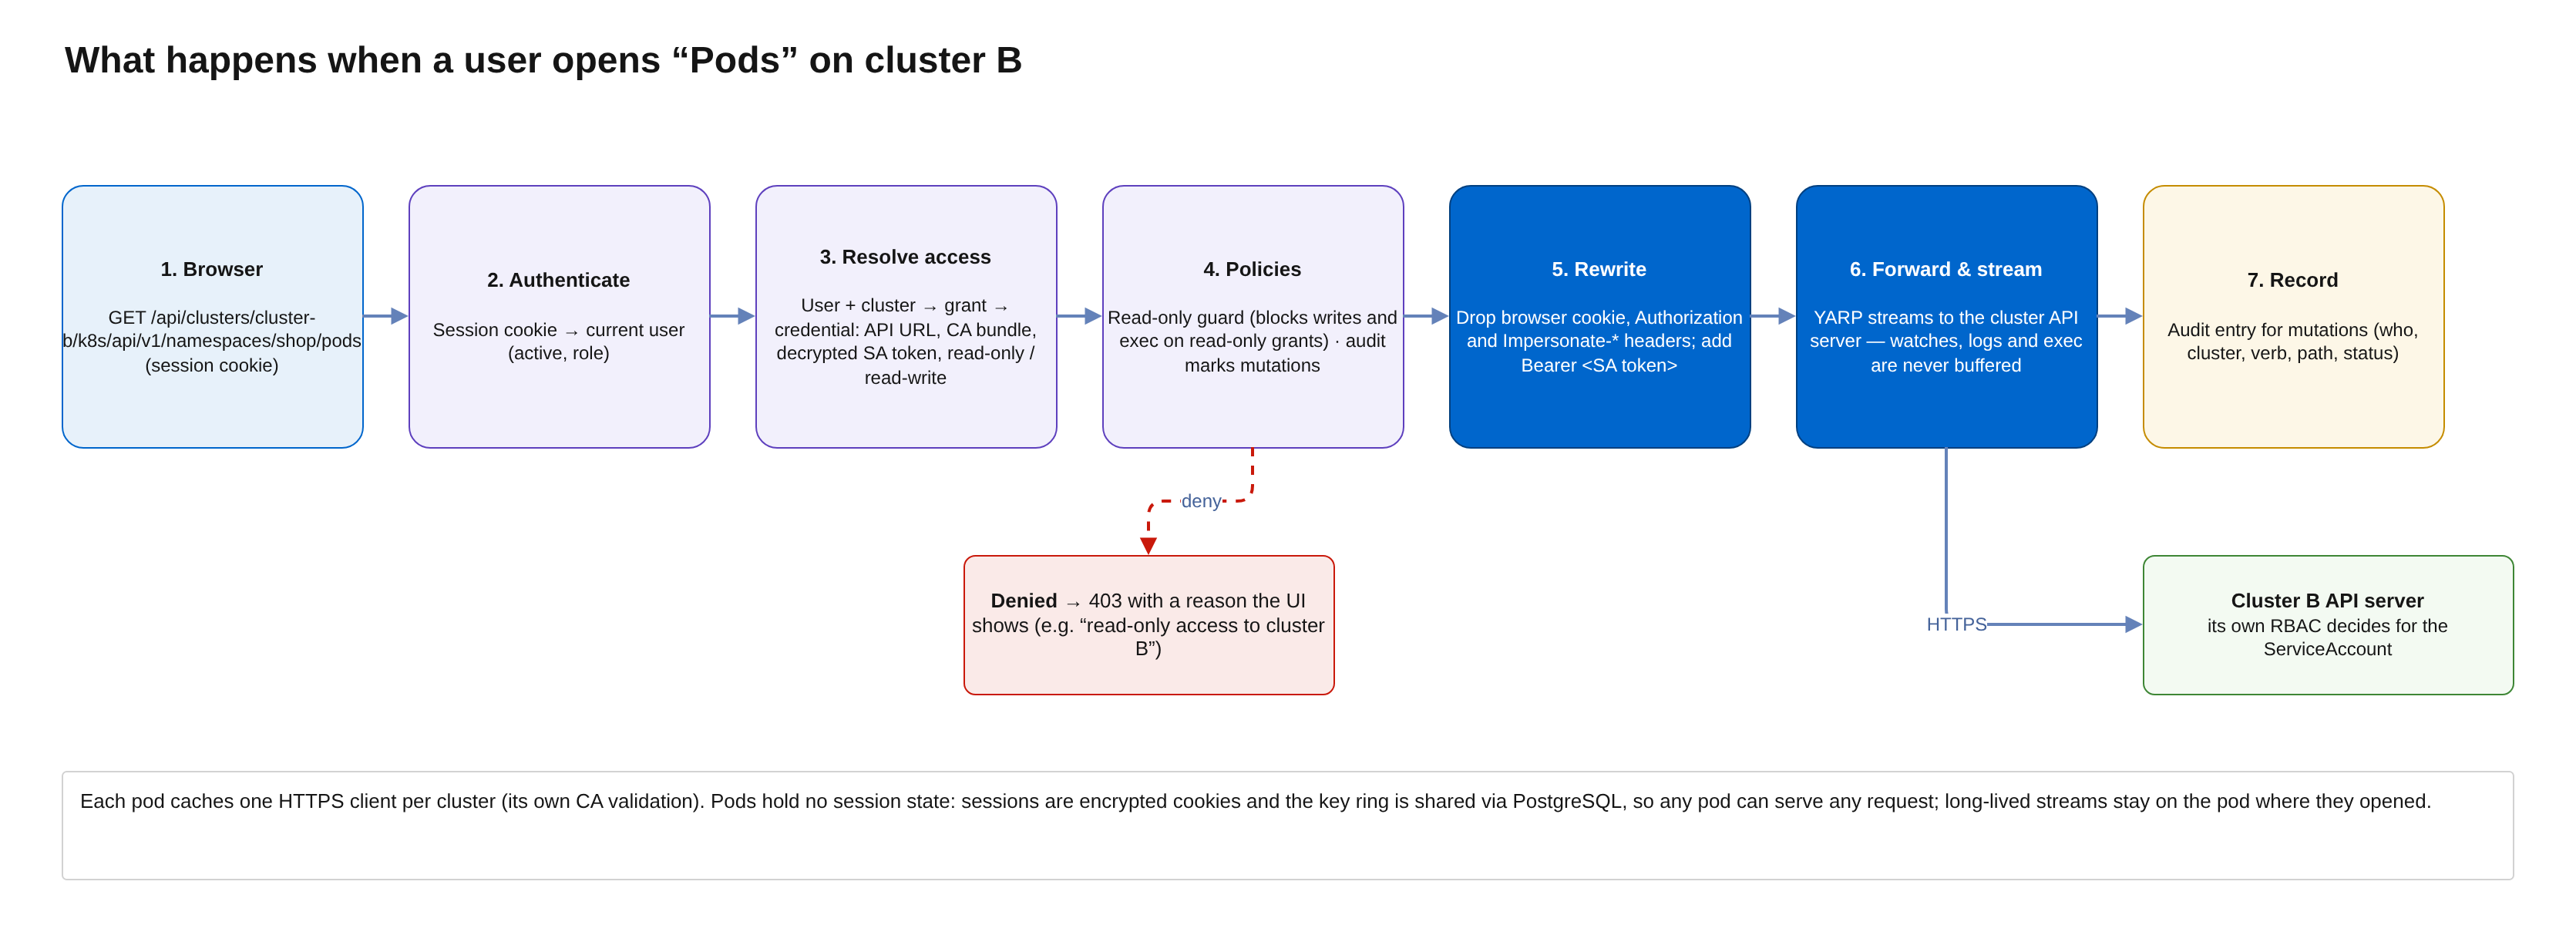 What happens when a user opens “Pods” on cluster B
1. Browser
GET /api/clusters/cluster-
b/k8s/api/v1/namespaces/shop/pods
(session cookie)
2. Authenticate
Session cookie → current user
(active, role)
3. Resolve access
User + cluster → grant →
credential: API URL, CA bundle,
decrypted SA token, read-only /
read-write
4. Policies
Read-only guard (blocks writes and
exec on read-only grants) · audit
marks mutations
5. Rewrite
Drop browser cookie, Authorization
and Impersonate-* headers; add
Bearer <SA token>
6. Forward & stream
YARP streams to the cluster API
server — watches, logs and exec
are never buffered
7. Record
Audit entry for mutations (who,
cluster, verb, path, status)
deny
Denied → 403 with a reason the UI
shows (e.g. “read-only access to cluster
B”)
HTTPS
Cluster B API server
its own RBAC decides for the
ServiceAccount
Each pod caches one HTTPS client per cluster (its own CA validation). Pods hold no session state: sessions are encrypted cookies and the key ring is shared via PostgreSQL, so any pod can serve any request; long-lived streams stay on the pod where they opened.